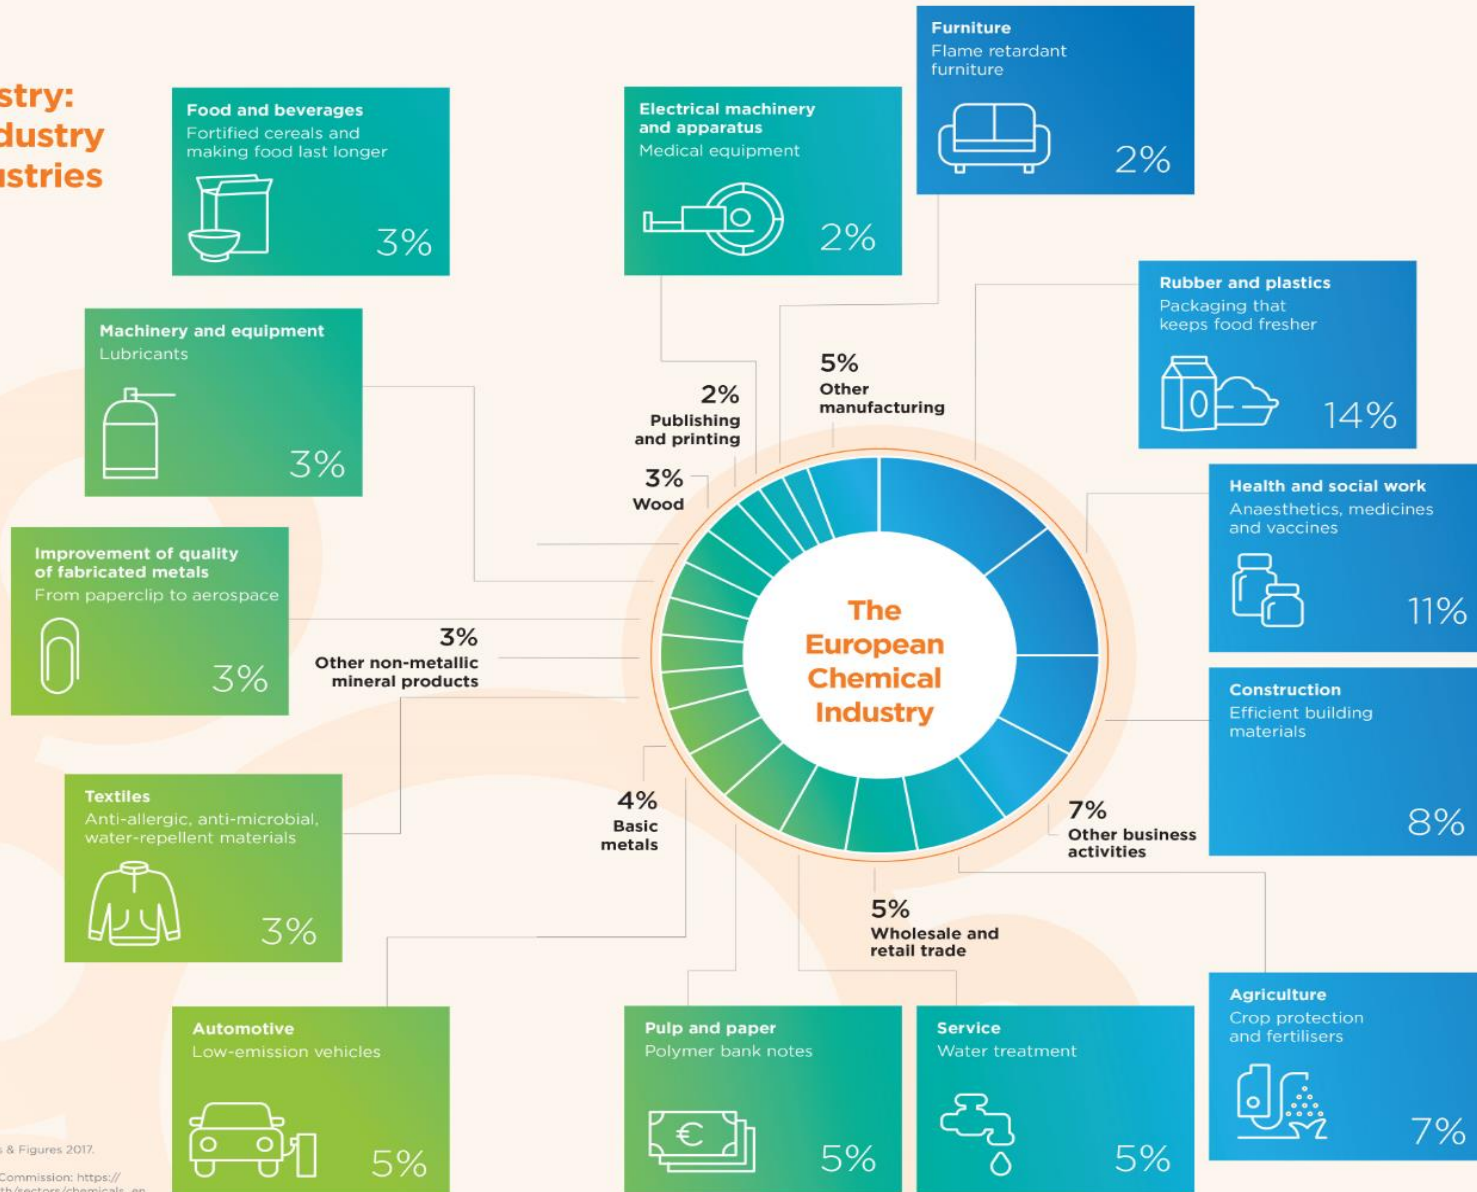 stry:
dustry
ustries
Food and beverages
Fortified cereals and
making food last longer
3%
Electrical machinery
and apparatus
Medical equipment
2%
Furniture
Flame retardant
furniture
2%
Rubber and plastics
Packaging that
keeps food fresher
14%
Machinery and equipment
Lubricants
3%
5%
Other
manufacturing
2%
Publishing
and printing
3%
Wood
Health and social work
Anaesthetics, medicines
and vaccines
11%
Improvement of quality
of fabricated metals
From paperclip to aerospace
3%
3%
Other non-metallic
mineral products
The
European
Chemical
Industry
Construction
Efficient building
materials
8%
Textiles
Anti-allergic, anti-microbial,
water-repellent materials
3%
4%
Basic
metals
7%
Other business
activities
5%
Wholesale and
retail trade
Automotive
Low-emission vehicles
5%
Pulp and paper
Polymer bank notes
€
5%
Service
Water treatment
5%
Agriculture
Crop protection
and fertilisers
7%
s & Figures 2017.
Commission: https://
th/sectors/chemicals_en